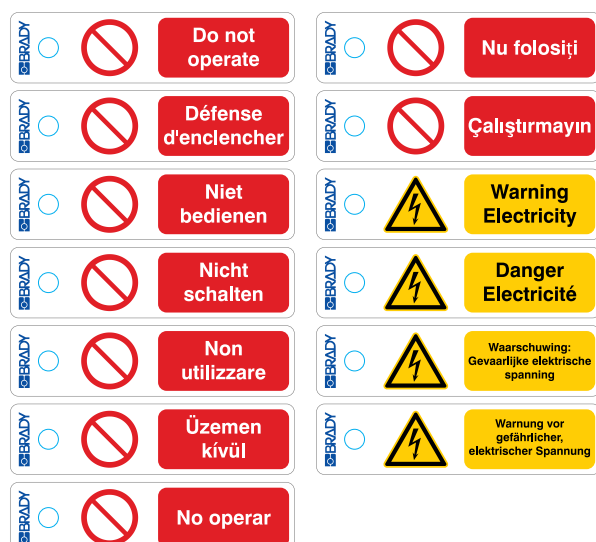 BRADY
Do not
operate
BRADY
Défense
d'enclencher
BRADY
Niet
bedienen
BRADY
Nicht
schalten
BRADY
Non
utilizzare
BRADY
Üzemen
kívül
BRADY
No operar
BRADY
Nu folosiţi
BRADY
Çalıştırmayın
BRADY
Warning
Electricity
BRADY
Danger
Electricité
BRADY
Waarschuwing:
Gevaarlijke elektrische
spanning
BRADY
Warnung vor
gefährlicher,
elektrischer Spannung